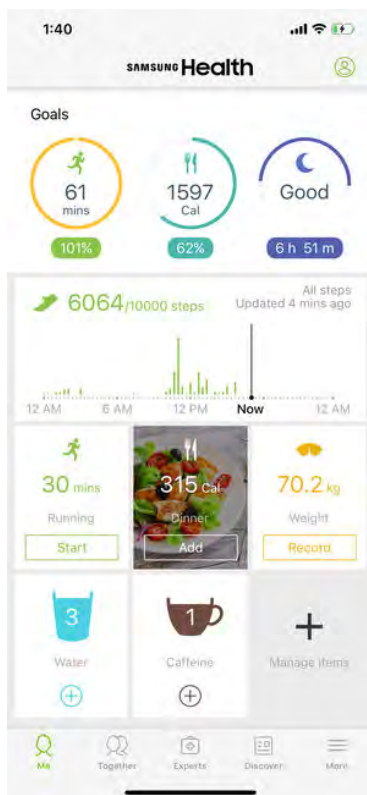 1:40
SAMSUNG Health
Goals
61
mins
1597
Cal
Good
101%
62%
6 h 51 m
6064/10000 steps
All steps
Updated 4 mins ago
12 AM 6 AM 12 PM Now 12 AM
30 mins
Running
Start
315 Cal
Dinner
Add
70.2 kg
Weight
Record
3
Water
1
Caffeine
Manage items
Me Together Experts Discover More